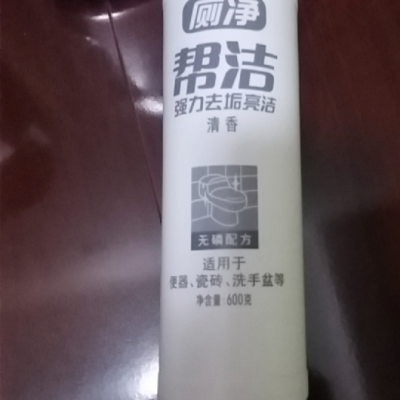 厕净
帮洁
强力去垢亮洁
清香
无磷配方
适用于
便器、瓷砖、洗手盆等
净含量:600克